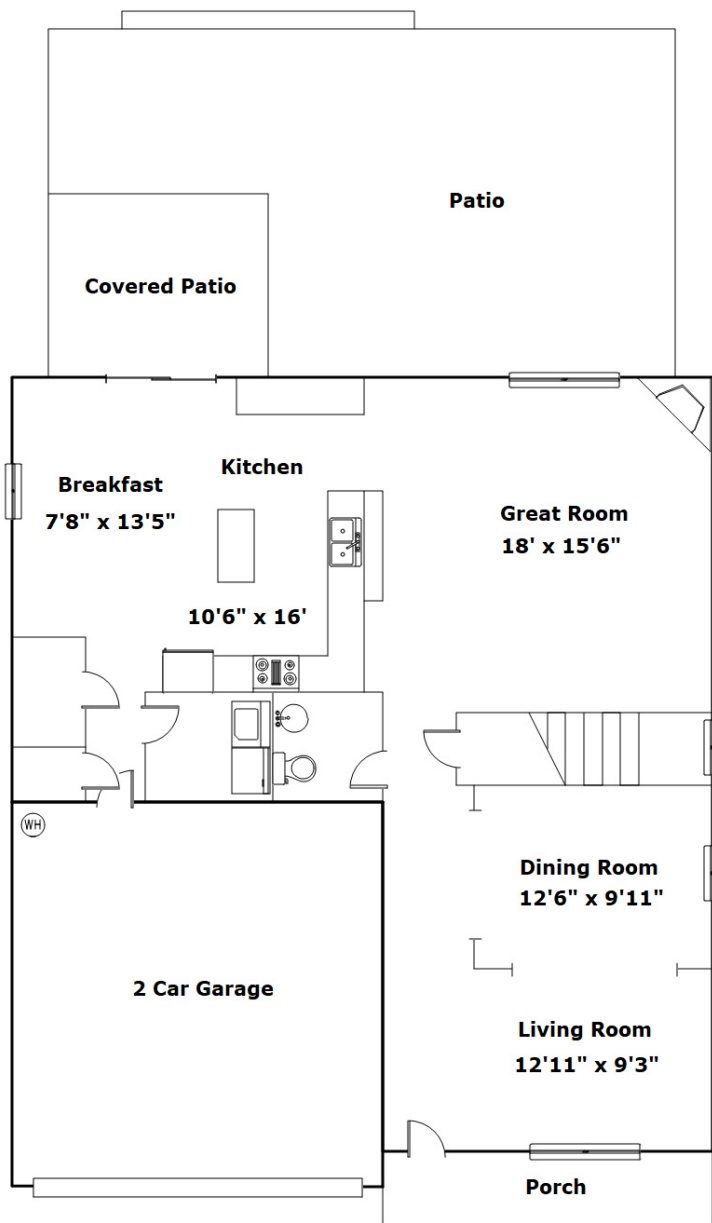 Patio
Covered Patio
Kitchen
Breakfast
7'8" x 13'5"
Great Room
18' x 15'6"
10'6" x 16'
WH
Dining Room
12'6" x 9'11"
2 Car Garage
Living Room
12'11" x 9'3"
Porch